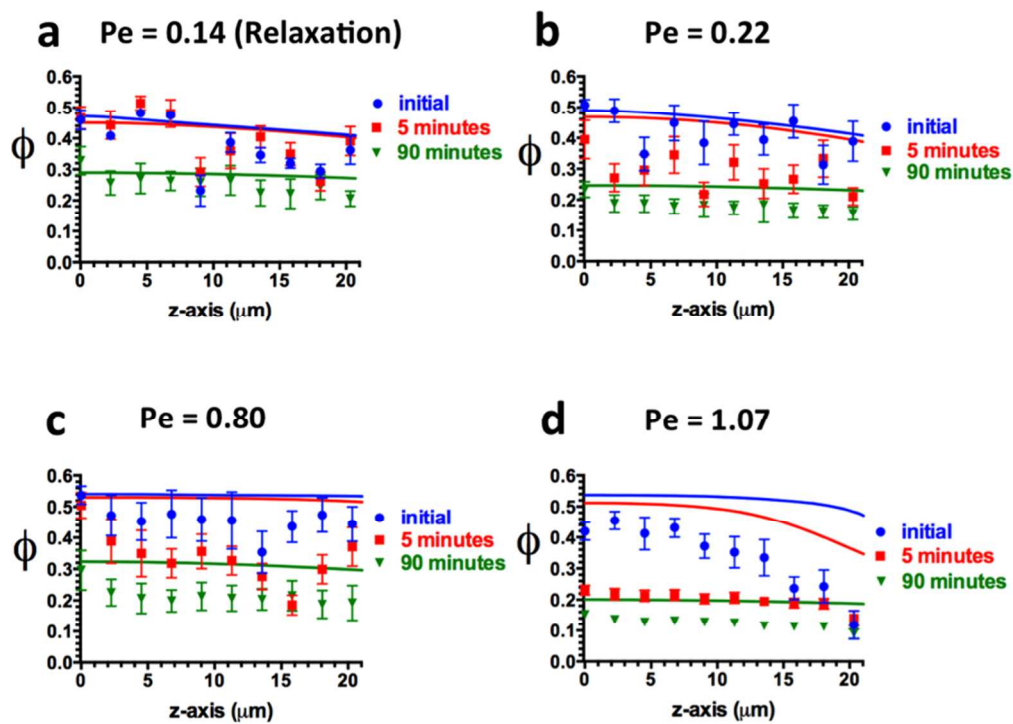 a Pe = 0.14 (Relaxation)
0.6
0.5
0.4
0.3
0.2
0.1
0.0
ϕ
0 5 10 15 20
z-axis (μm)
initial
5 minutes
90 minutes
b Pe = 0.22
0.6
0.5
0.4
0.3
0.2
0.1
0.0
ϕ
0 5 10 15 20
z-axis (μm)
initial
5 minutes
90 minutes
c Pe = 0.80
0.6
0.5
0.4
0.3
0.2
0.1
0.0
ϕ
0 5 10 15 20
z-axis (μm)
initial
5 minutes
90 minutes
d Pe = 1.07
0.6
0.5
0.4
0.3
0.2
0.1
0.0
ϕ
0 5 10 15 20
z-axis (μm)
initial
5 minutes
90 minutes